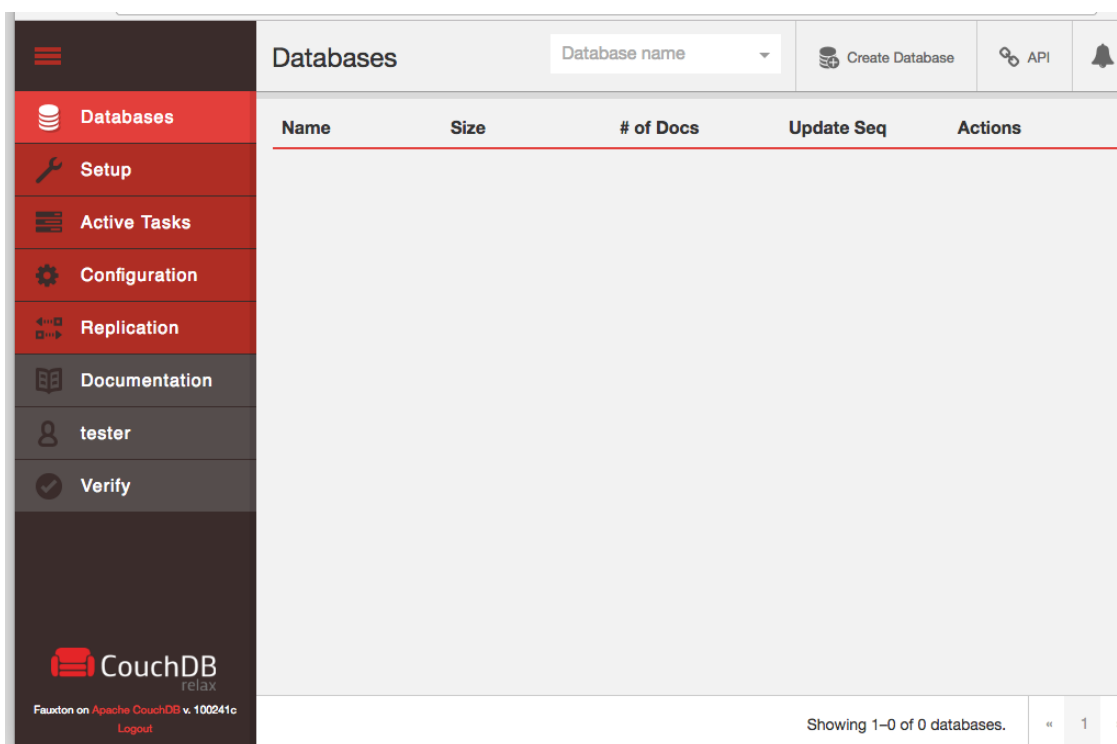 Databases
Database name
Create Database
API
Databases
Setup
Active Tasks
Configuration
Replication
Documentation
tester
Verify
Name Size # of Docs Update Seq Actions
CouchDB
relax
Fauxton on Apache CouchDB v. 100241c
Logout
Showing 1–0 of 0 databases.
« 1